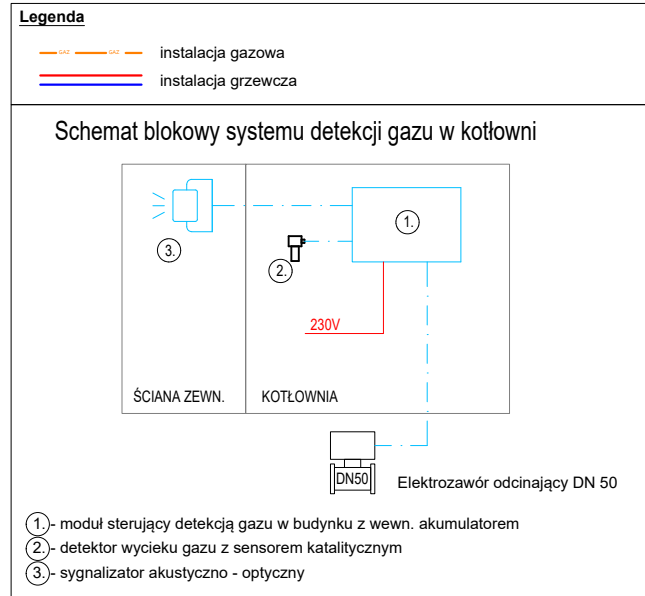 Legenda
GAZ GAZ instalacja gazowa
instalacja grzewcza
Schemat blokowy systemu detekcji gazu w kotłowni
1.
3.
2.
230V
ŚCIANA ZEWN. KOTŁOWNIA
DN50 Elektrozawór odcinający DN 50
1.- moduł sterujący detekcją gazu w budynku z wewn. akumulatorem
2.- detektor wycieku gazu z sensorem katalitycznym
3.- sygnalizator akustyczno - optyczny